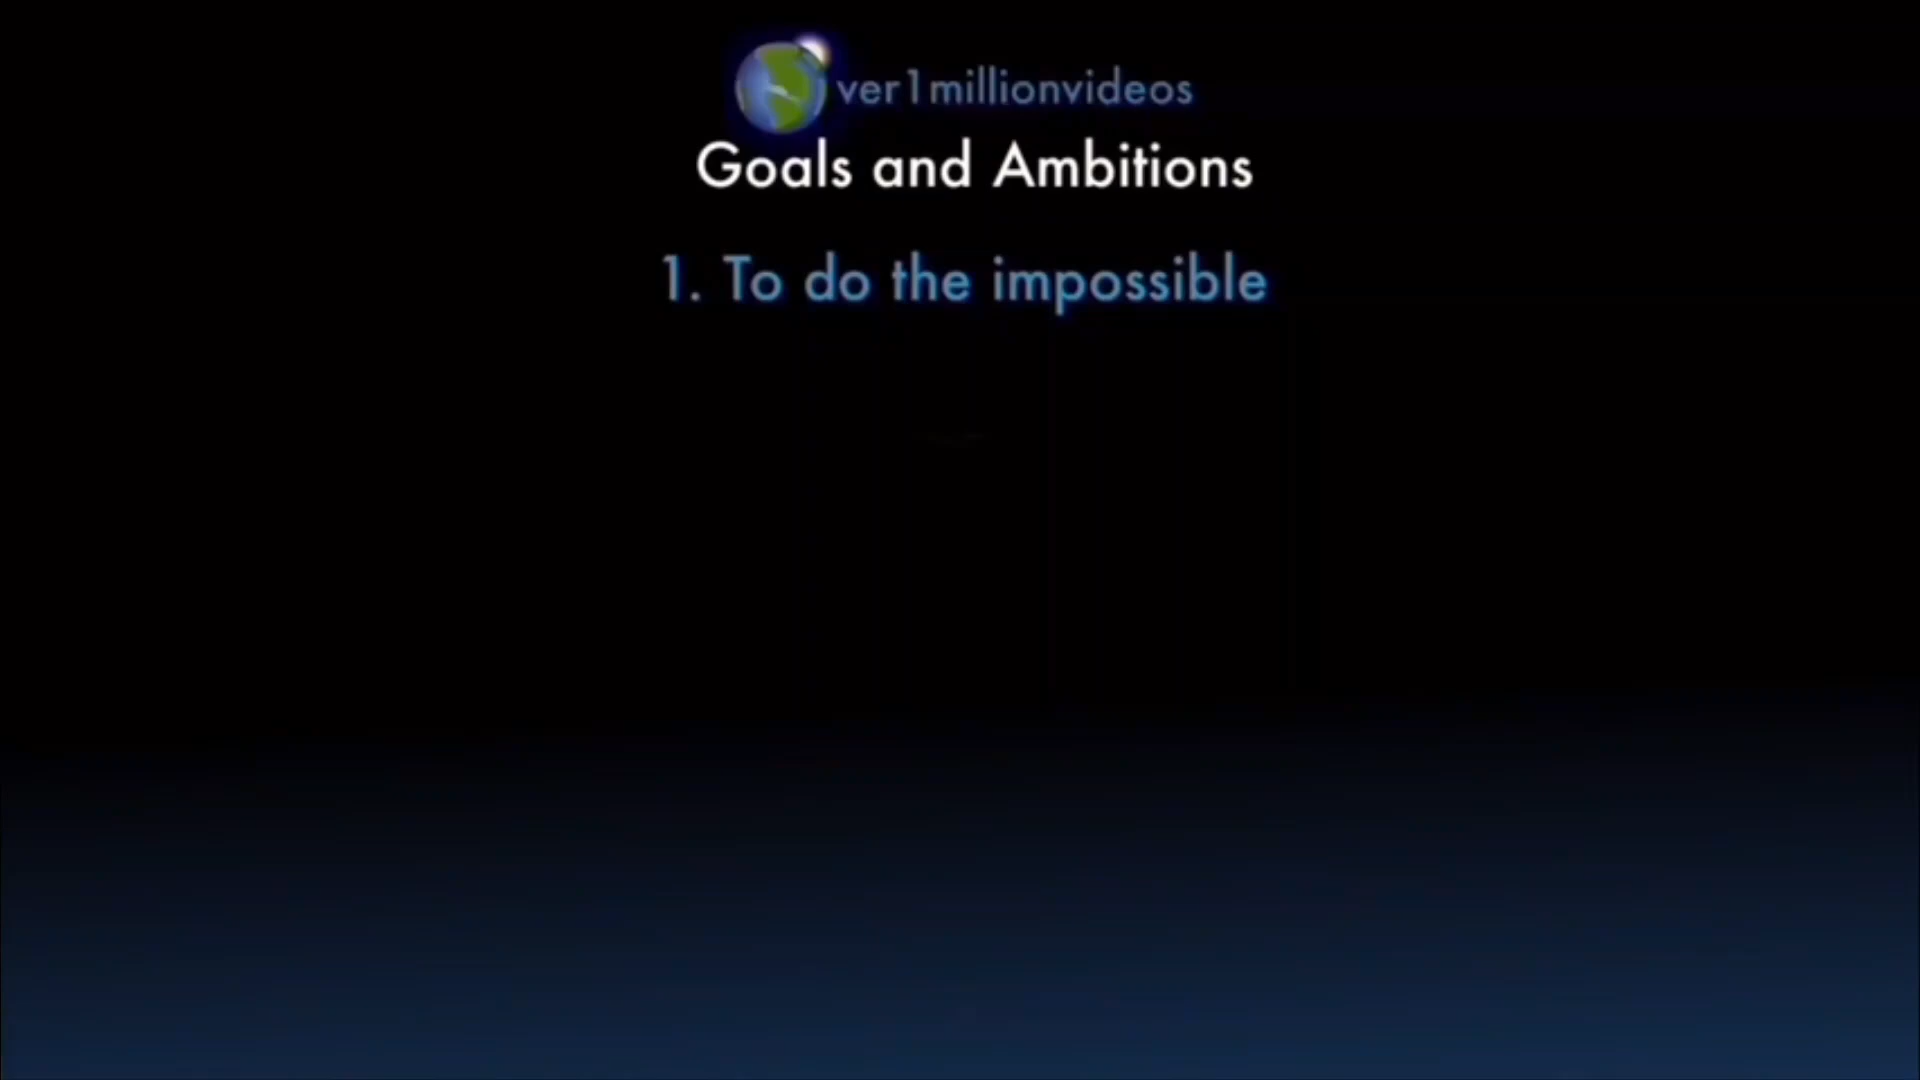 ver1millionvideos
Goals and Ambitions
1. To do the impossible